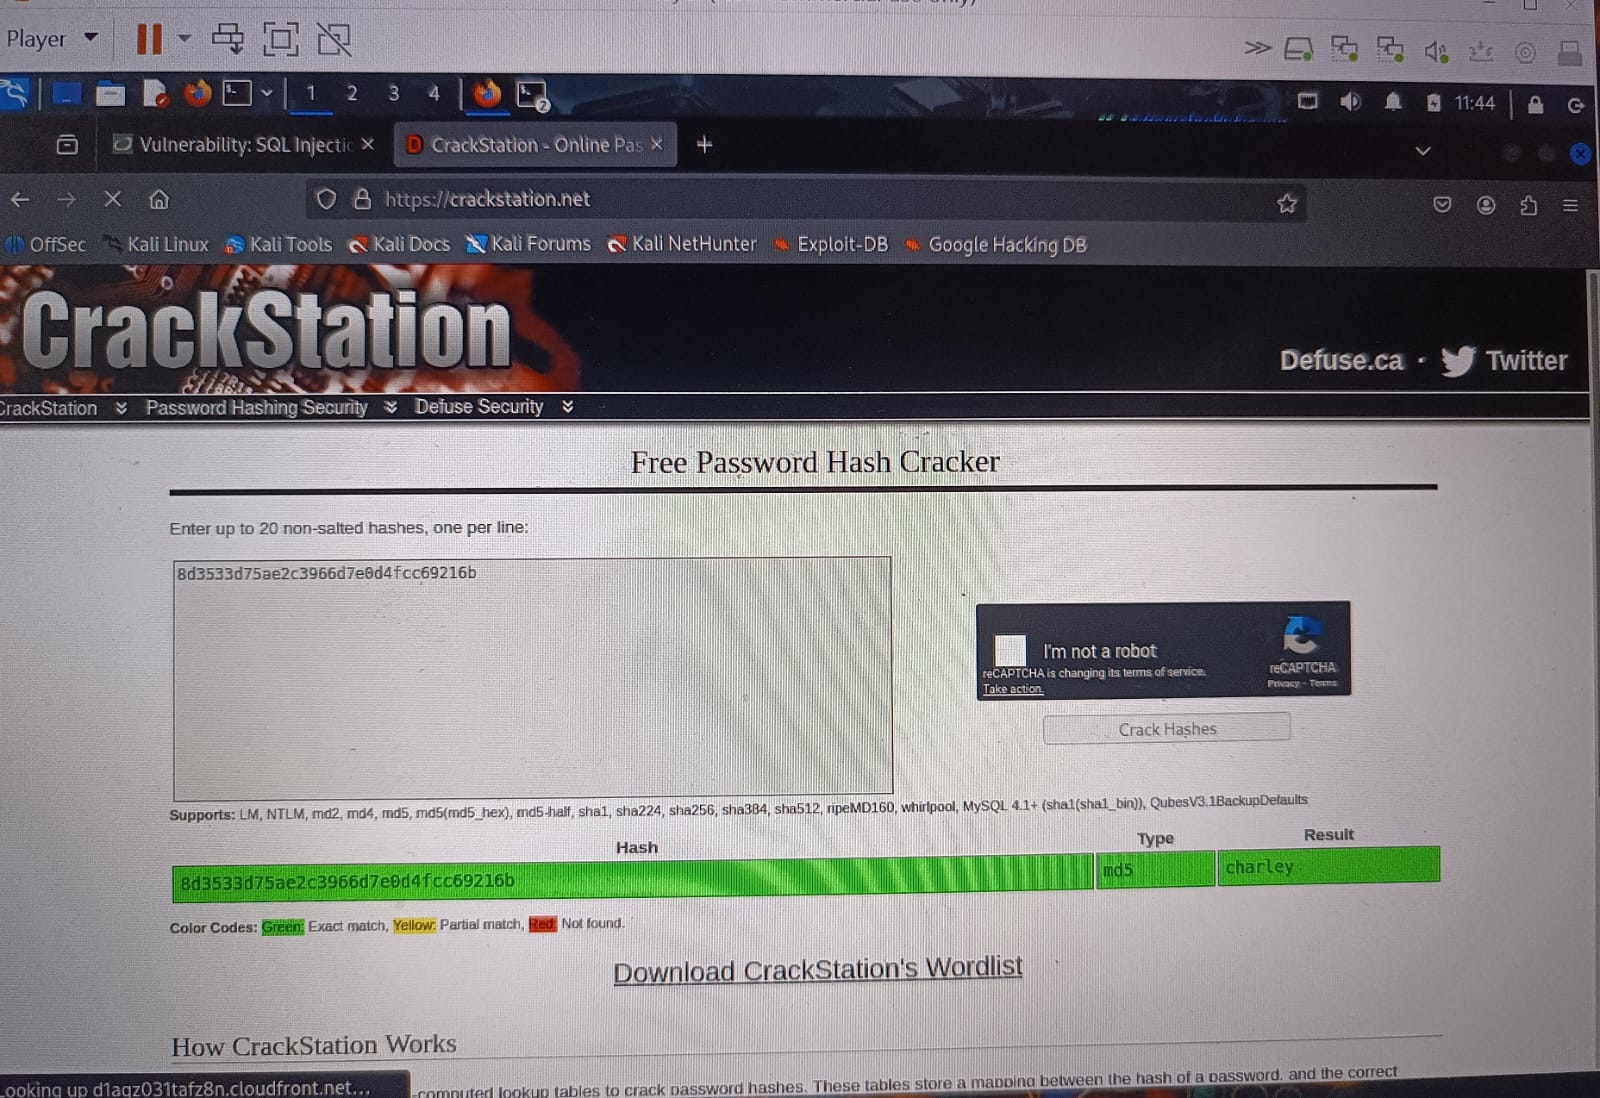 Player
1 2 3 4
2
11:44
Vulnerability: SQL Injectic
CrackStation - Online Pas
https://crackstation.net
OffSec Kali Linux Kali Tools Kali Docs Kali Forums Kali NetHunter Exploit-DB Google Hacking DB
CrackStation
Defuse.ca · Twitter
CrackStation Password Hashing Security Defuse Security
Free Password Hash Cracker
Enter up to 20 non-salted hashes, one per line:
8d3533d75ae2c3966d7e0d4fcc69216b
I'm not a robot
reCAPTCHA is changing its terms of service.
Take action.
reCAPTCHA
Privacy - Terms
Crack Hashes
Supports: LM, NTLM, md2, md4, md5, md5(md5_hex), md5-half, sha1, sha224, sha256, sha384, sha512, ripeMD160, whirlpool, MySQL 4.1+ (sha1(sha1_bin)), QubesV3.1BackupDefaults
Hash Type Result
8d3533d75ae2c3966d7e0d4fcc69216b md5 charley
Color Codes: Green: Exact match, Yellow: Partial match, Red: Not found.
Download CrackStation's Wordlist
How CrackStation Works
Looking up d1aqz031tafz8n.cloudfront.net...
-computed lookup tables to crack password hashes. These tables store a mapping between the hash of a password, and the correct